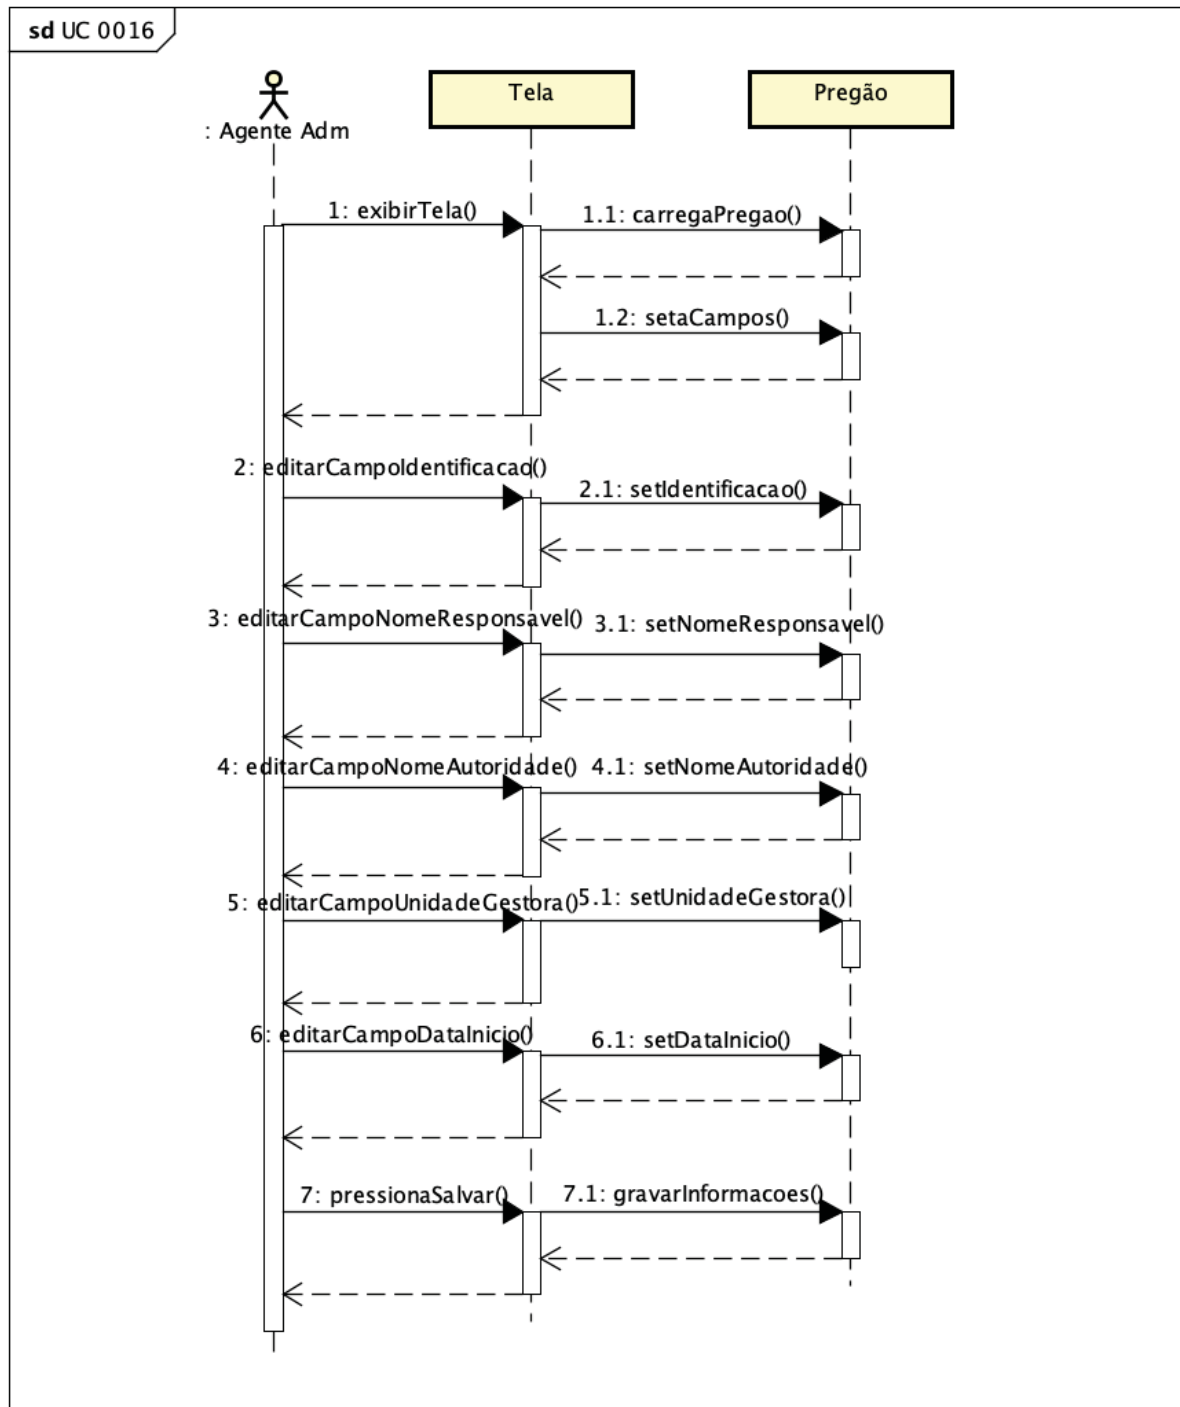 sd UC 0016
: Agente Adm
Tela
Pregão
1: exibirTela()
1.1: carregaPregao()
1.2: setaCampos()
2: editarCampoIdentificacao()
2.1: setIdentificacao()
3: editarCampoNomeResponsavel()
3.1: setNomeResponsavel()
4: editarCampoNomeAutoridade()
4.1: setNomeAutoridade()
5: editarCampoUnidadeGestora()
5.1: setUnidadeGestora()
6: editarCampoDataInicio()
6.1: setDataInicio()
7: pressionaSalvar()
7.1: gravarInformacoes()